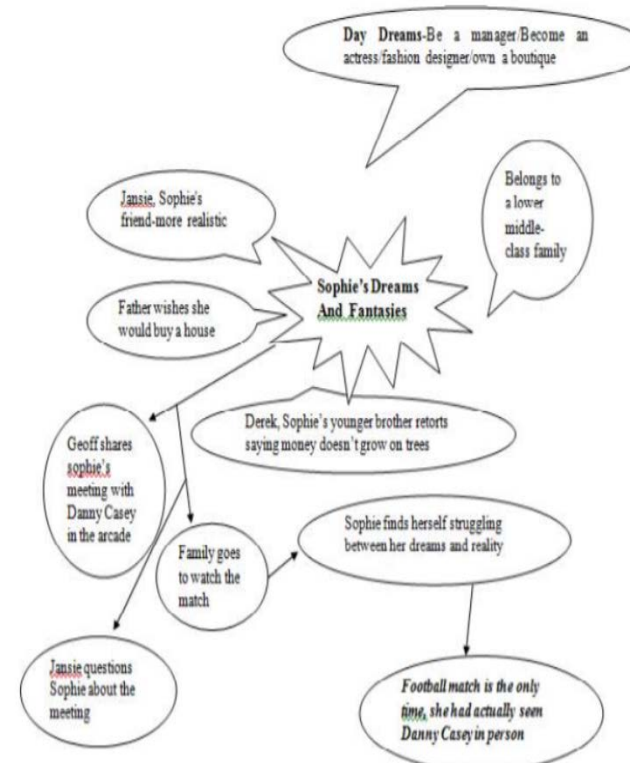 Day Dreams-Be a manager/Become an
actress/fashion designer/own a boutique
Jansie, Sophie's
friend-more realistic
Belongs to
a lower
middle-
class family
Sophie's Dreams
And Fantasies
Father wishes she
would buy a house
Derek, Sophie's younger brother retorts
saying money doesn't grow on trees
Geoff shares
sophie's
meeting with
Danny Casey
in the arcade
Family goes
to watch the
match
Sophie finds herself struggling
between her dreams and reality
Jansie questions
Sophie about the
meeting
Football match is the only
time, she had actually seen
Danny Casey in person